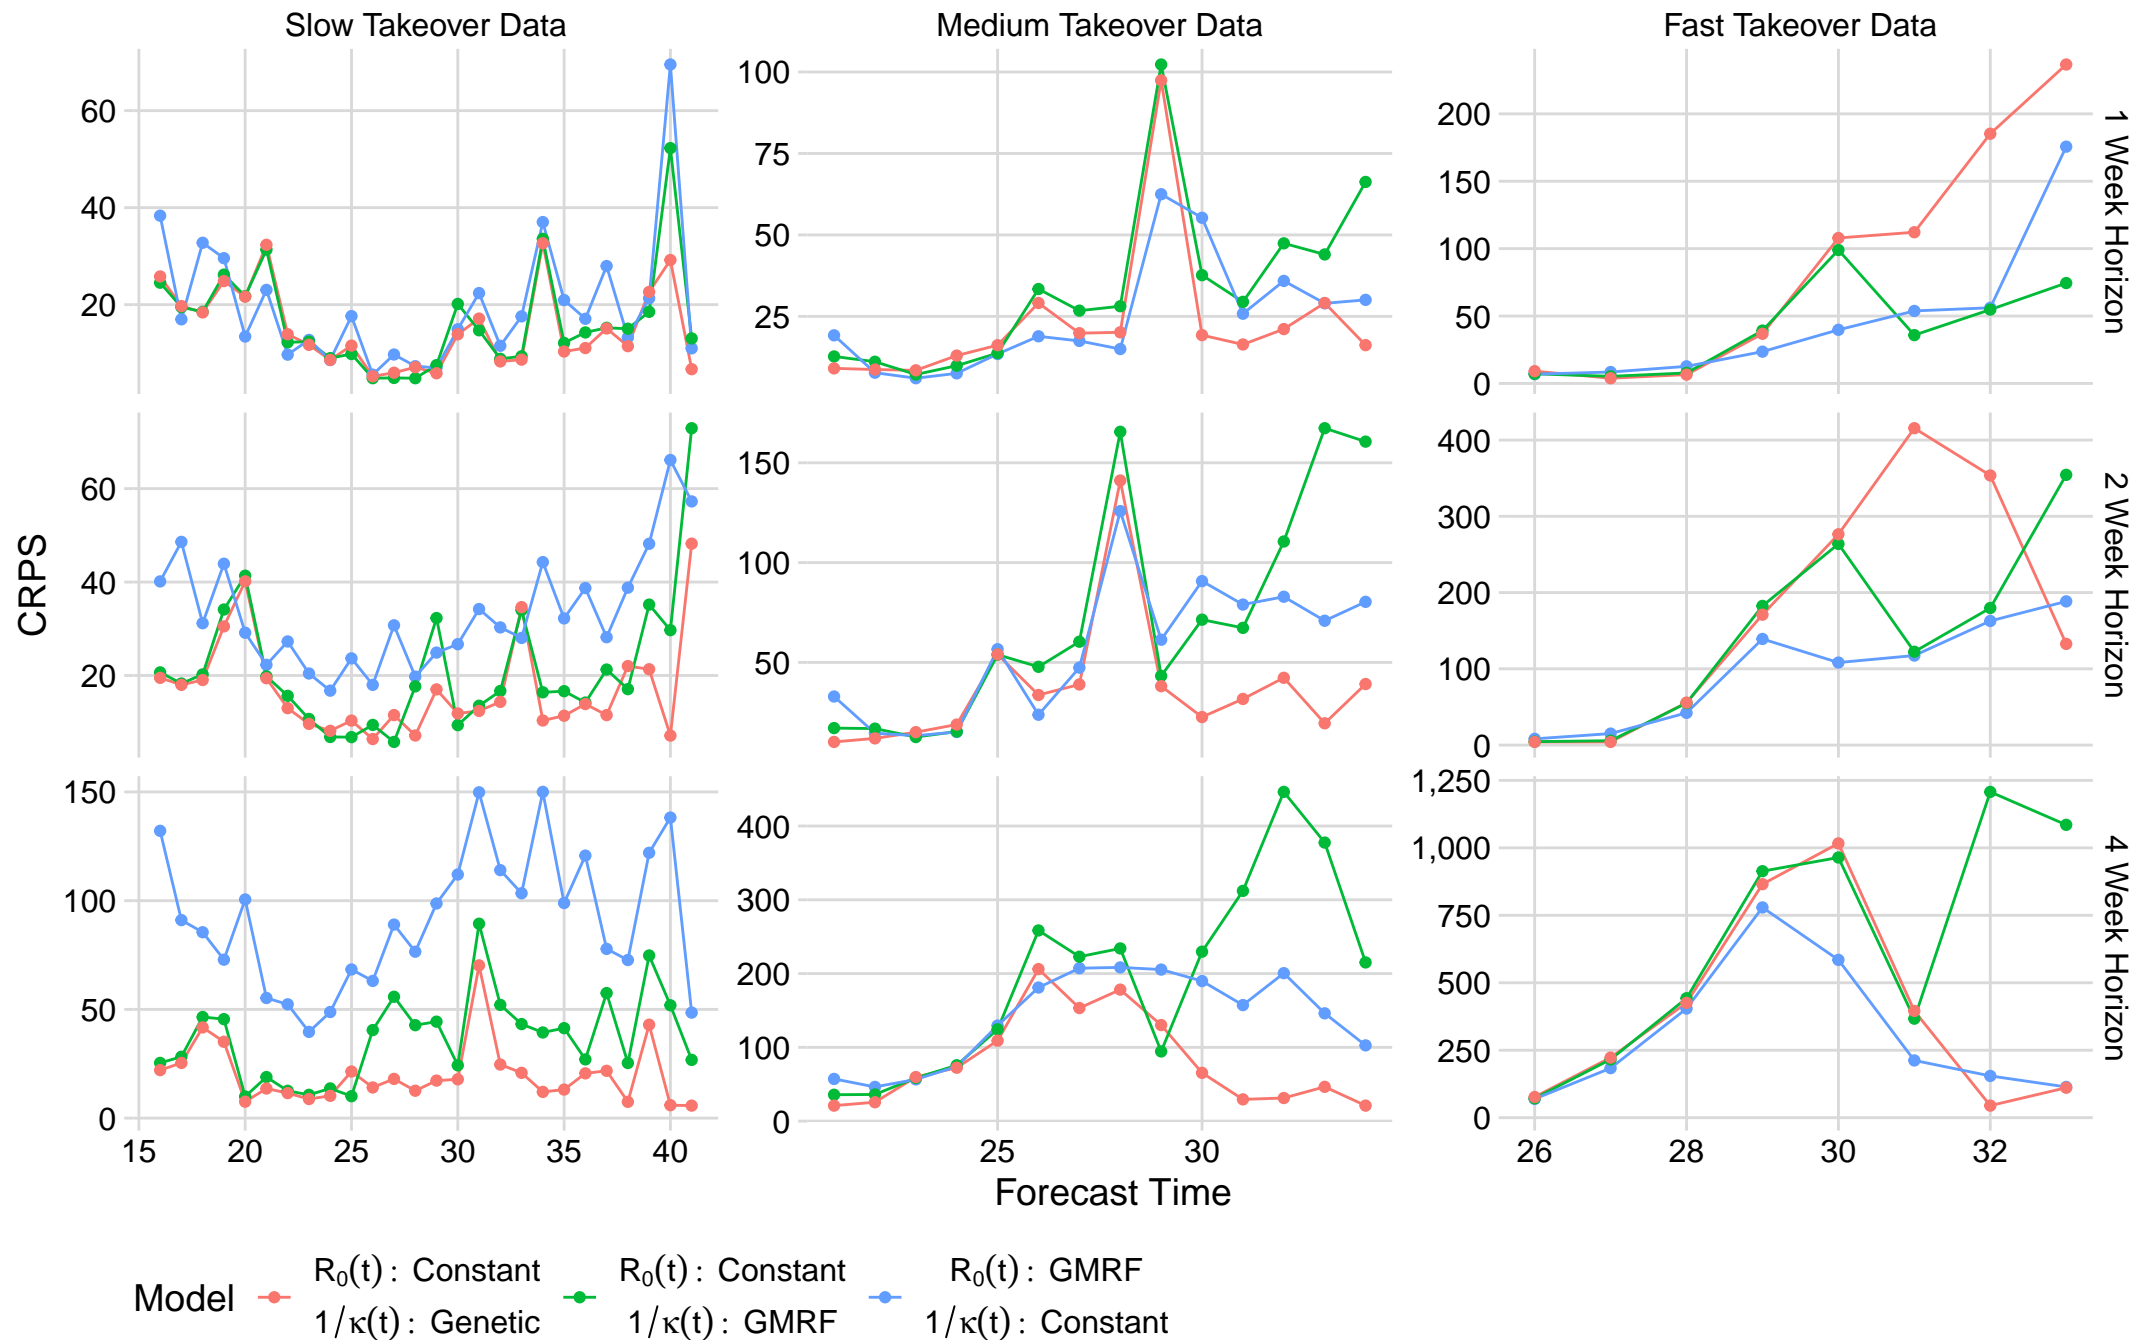 Slow Takeover Data
Medium Takeover Data
Fast Takeover Data
60
40
20
100
75
50
25
200
150
100
50
0
1 Week Horizon
CRPS
60
40
20
150
100
50
400
300
200
100
0
2 Week Horizon
150
100
50
0
400
300
200
100
0
1,250
1,000
750
500
250
0
4 Week Horizon
15 20 25 30 35 40
25 30
26 28 30 32
Forecast Time
Model
R₀(t) : Constant
1/κ(t) : Genetic
R₀(t) : Constant
1/κ(t) : GMRF
R₀(t) : GMRF
1/κ(t) : Constant